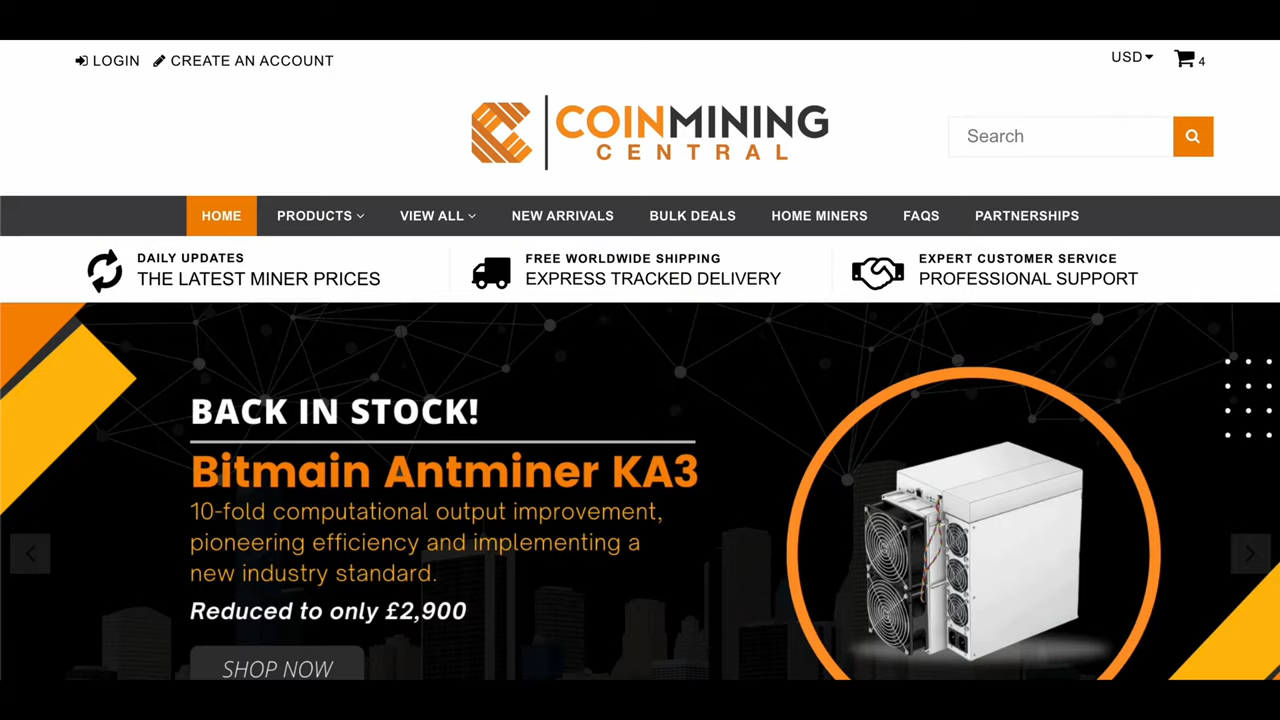 LOGIN CREATE AN ACCOUNT USD 4
COINMINING
CENTRAL
Search
HOME PRODUCTS VIEW ALL NEW ARRIVALS BULK DEALS HOME MINERS FAQS PARTNERSHIPS
DAILY UPDATES
THE LATEST MINER PRICES
FREE WORLDWIDE SHIPPING
EXPRESS TRACKED DELIVERY
EXPERT CUSTOMER SERVICE
PROFESSIONAL SUPPORT
BACK IN STOCK!
Bitmain Antminer KA3
10-fold computational output improvement,
pioneering efficiency and implementing a
new industry standard.
Reduced to only £2,900
SHOP NOW